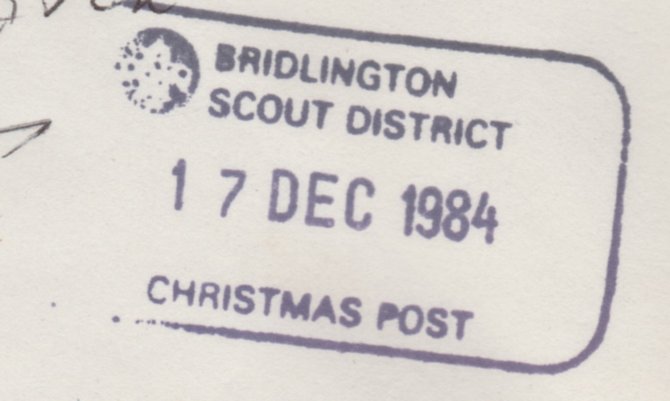 BRIDLINGTON
SCOUT DISTRICT
17 DEC 1984
CHRISTMAS POST